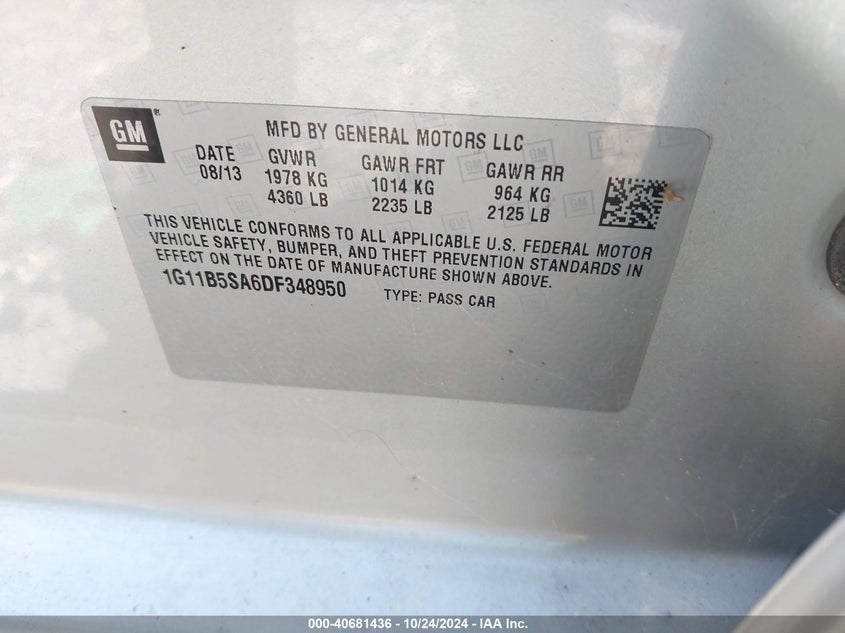 GM
MFD BY GENERAL MOTORS LLC
DATE GVWR GAWR FRT GAWR RR
08/13 1978 KG 1014 KG 964 KG
4360 LB 2235 LB 2125 LB
THIS VEHICLE CONFORMS TO ALL APPLICABLE U.S. FEDERAL MOTOR
VEHICLE SAFETY, BUMPER, AND THEFT PREVENTION STANDARDS IN
EFFECT ON THE DATE OF MANUFACTURE SHOWN ABOVE.
1G11B5SA6DF348950 TYPE: PASS CAR
000-40681436 - 10/24/2024 - IAA Inc.